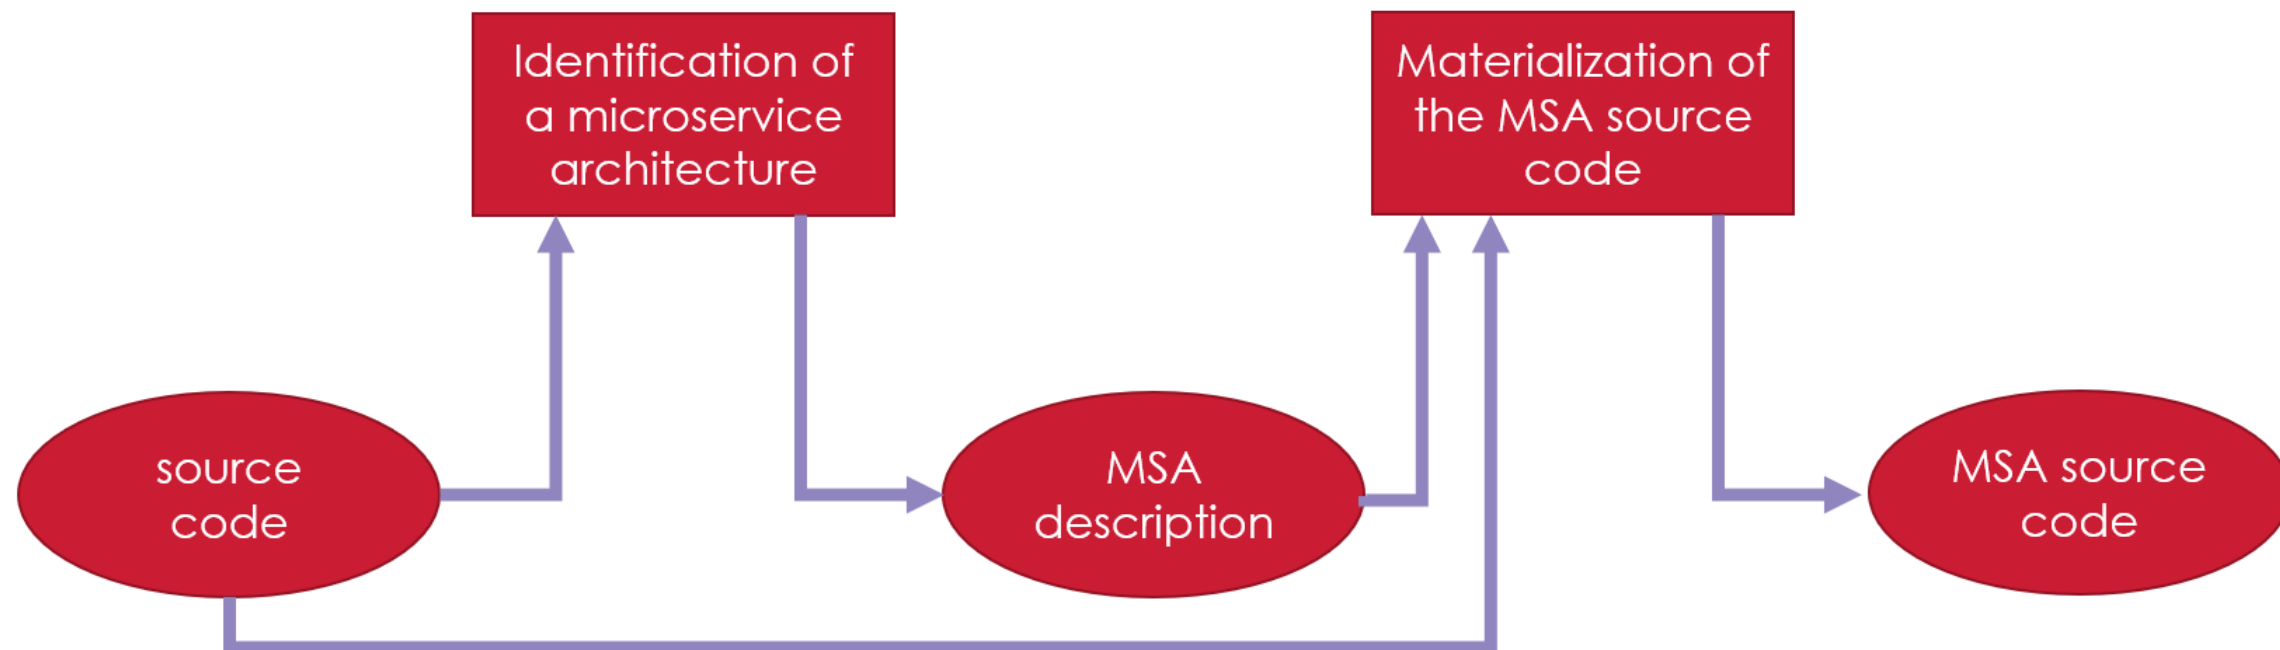 Identification of
a microservice
architecture
Materialization of
the MSA source
code
source
code
MSA
description
MSA source
code